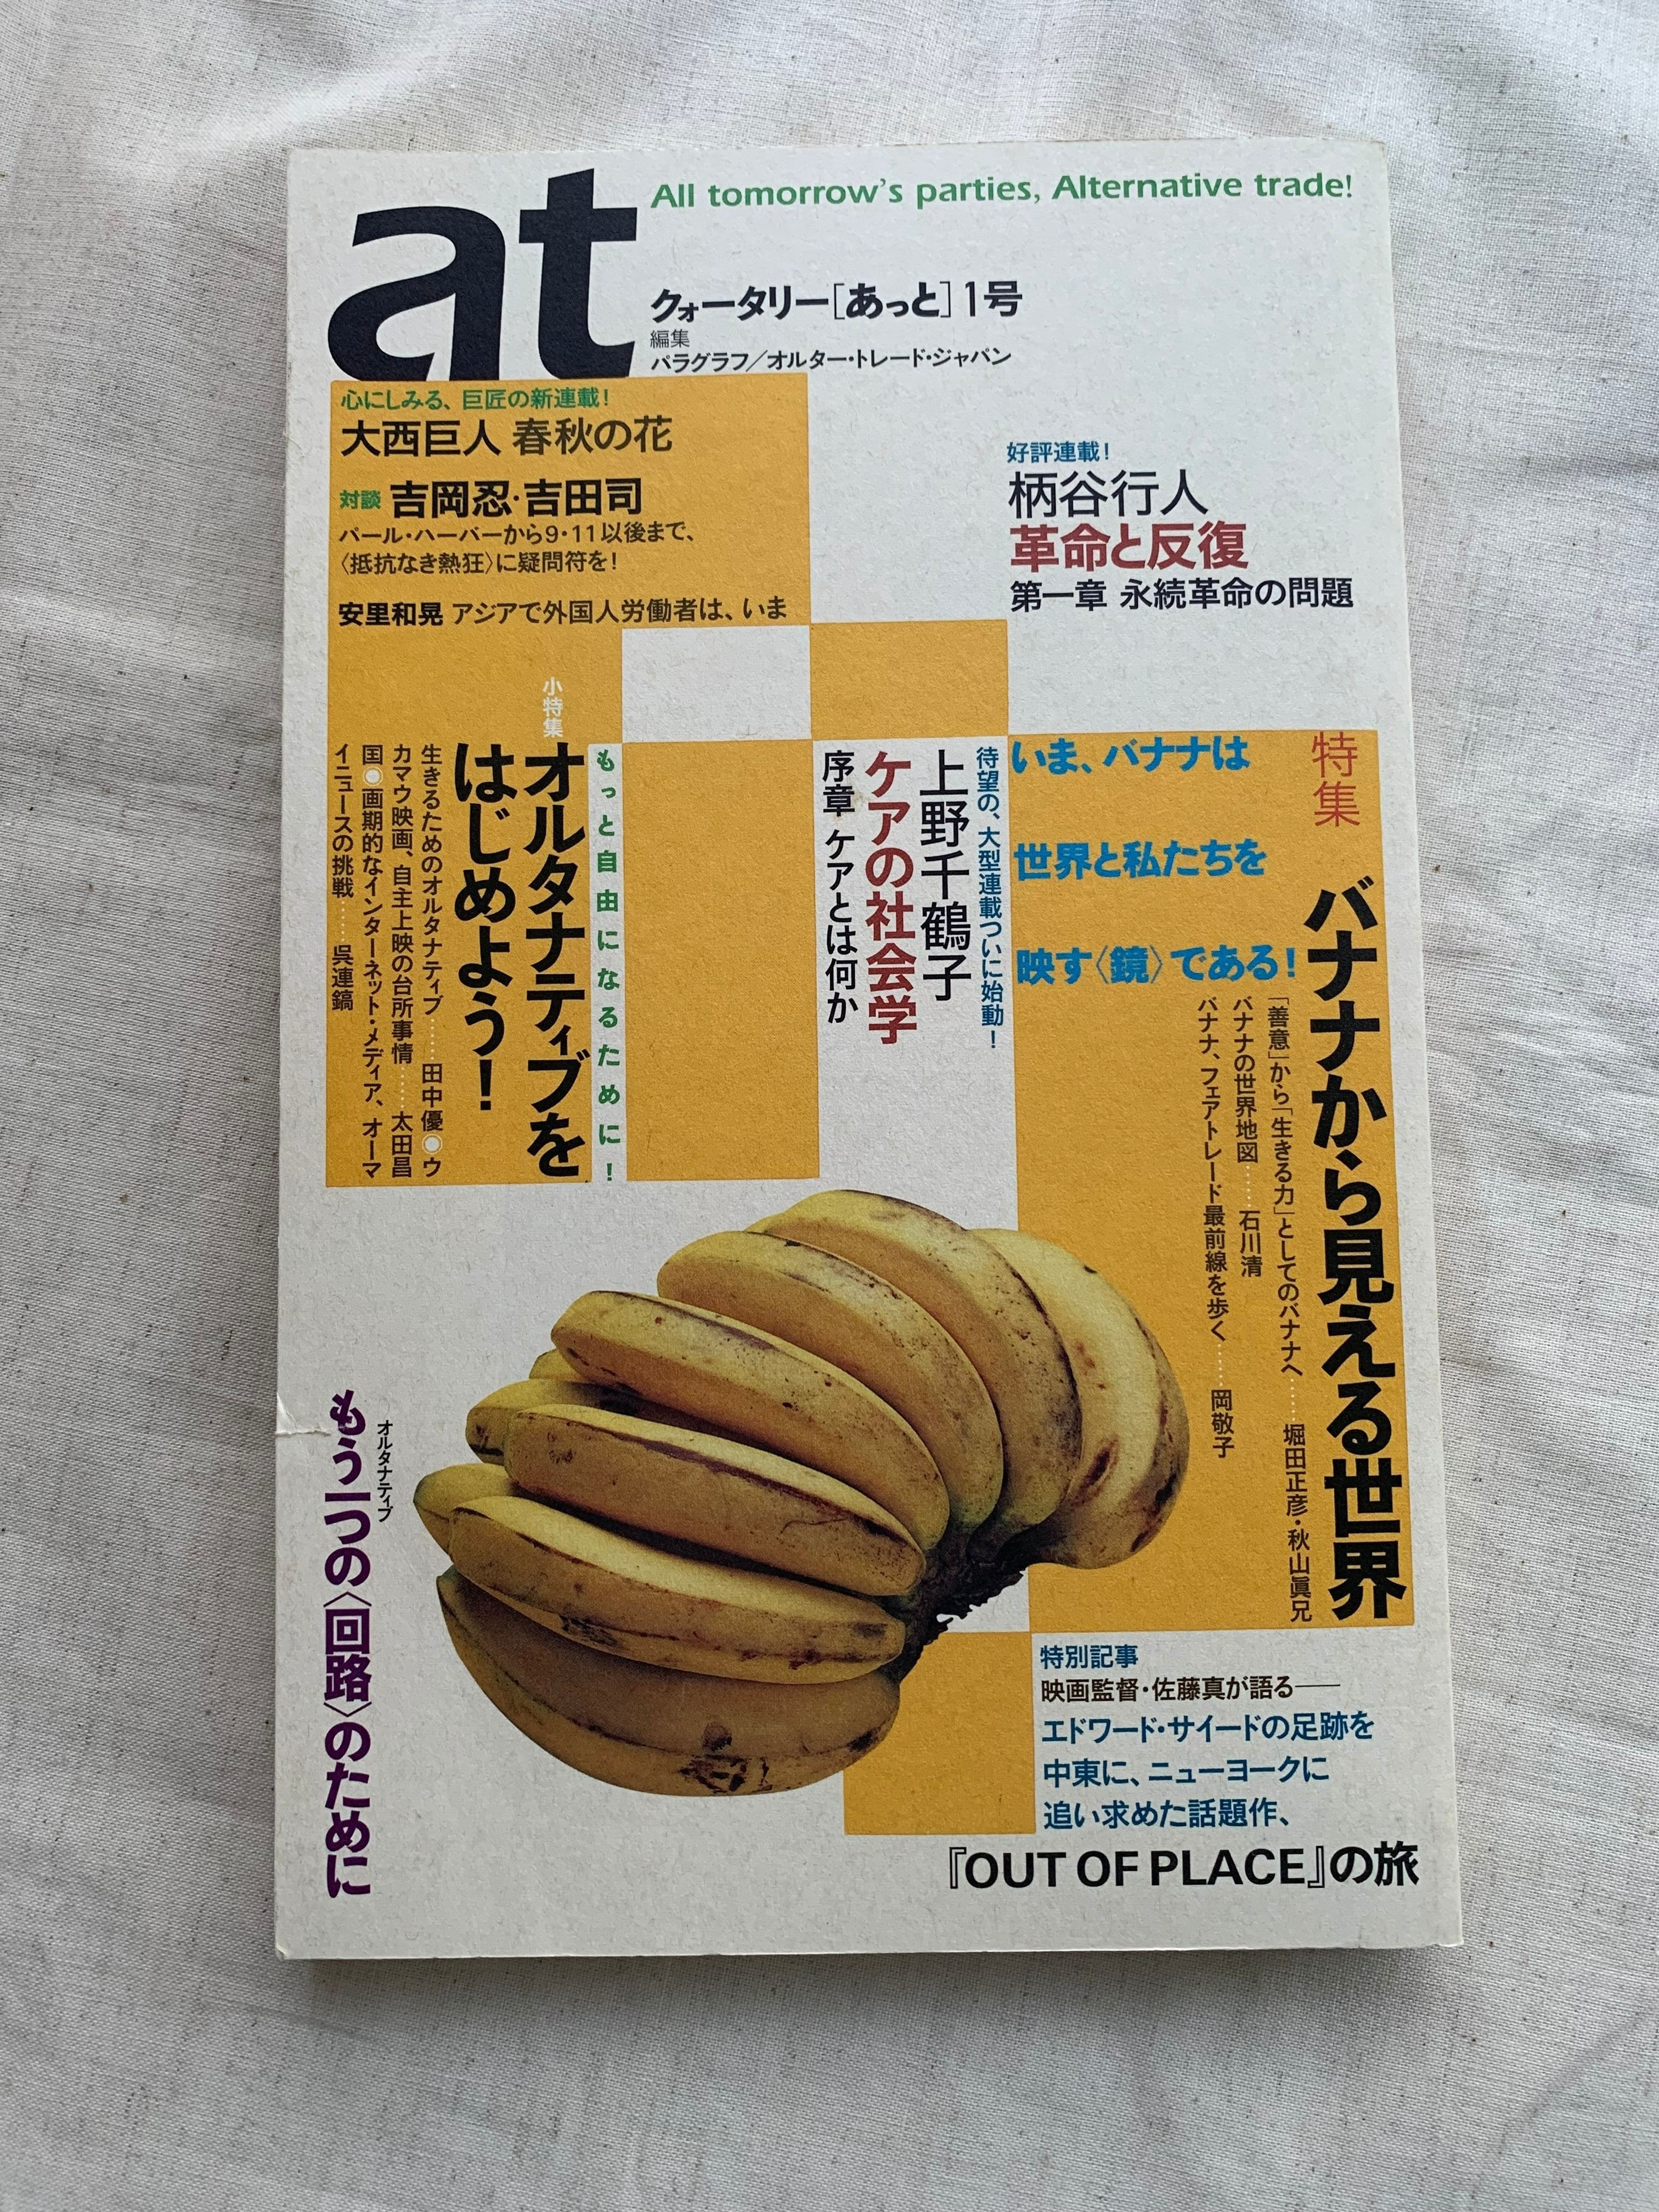 at
All tomorrow's parties, Alternative trade!
クォータリー[あっと]1号
編集
パラグラフ／オルター・トレード・ジャパン
心にしみる、巨匠の新連載！
大西巨人 春秋の花
対談 吉岡忍・吉田司
パール・ハーバーから9・11以後まで、
〈抵抗なき熱狂〉に疑問符を！
安里和晃 アジアで外国人労働者は、いま
好評連載！
柄谷行人
革命と反復
第一章 永続革命の問題
特集
バナナから見える世界
いま、バナナは
世界と私たちを
映す〈鏡〉である！
「善意」から「生きる力」としてのバナナへ……堀田正彦・秋山眞兄
バナナの世界地図……石川清
バナナ、フェアトレード最前線を歩く……岡敬子
待望の、大型連載ついに始動！
上野千鶴子
ケアの社会学
序章 ケアとは何か
もっと自由になるために！
小特集
オルタナティブを
はじめよう！
生きるためのオルタナティブ……田中優◉ウ
カマウ映画、自主上映の台所事情……太田昌
国◉画期的なインターネット・メディア、オーマ
イニュースの挑戦……呉連鎬
オルタナティブ
もう一つの〈回路〉のために
特別記事
映画監督・佐藤真が語る──
エドワード・サイードの足跡を
中東に、ニューヨークに
追い求めた話題作、
『OUT OF PLACE』の旅